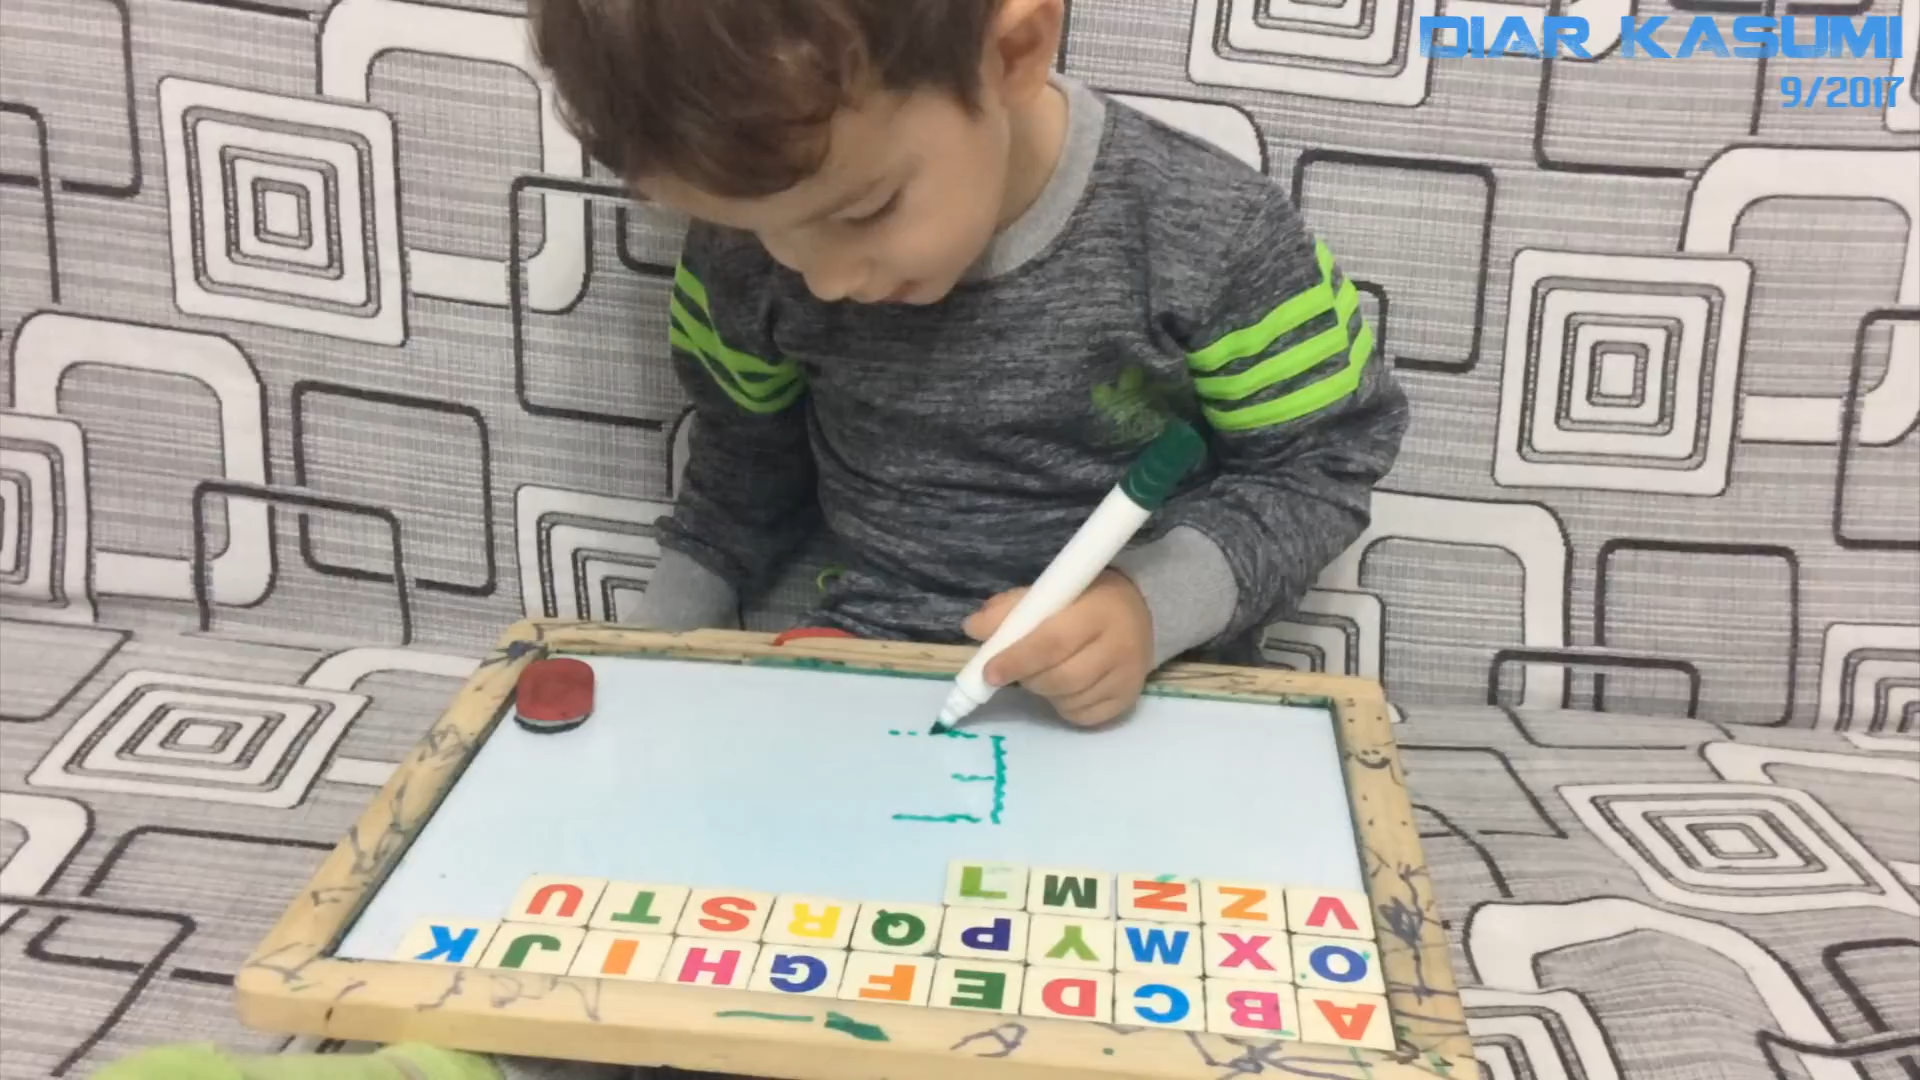 DIAR KASUMI
9/2017
E
A B C D E F G H I J K
O X W Y P Q R S T U
V Z Z M L